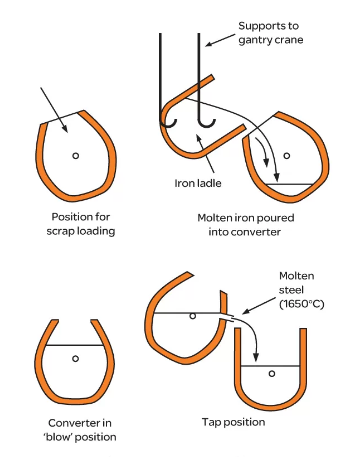 Supports to
gantry crane
Iron ladle
Position for
scrap loading
Molten iron poured
into converter
Molten
steel
(1650°C)
Converter in
‘blow’ position
Tap position